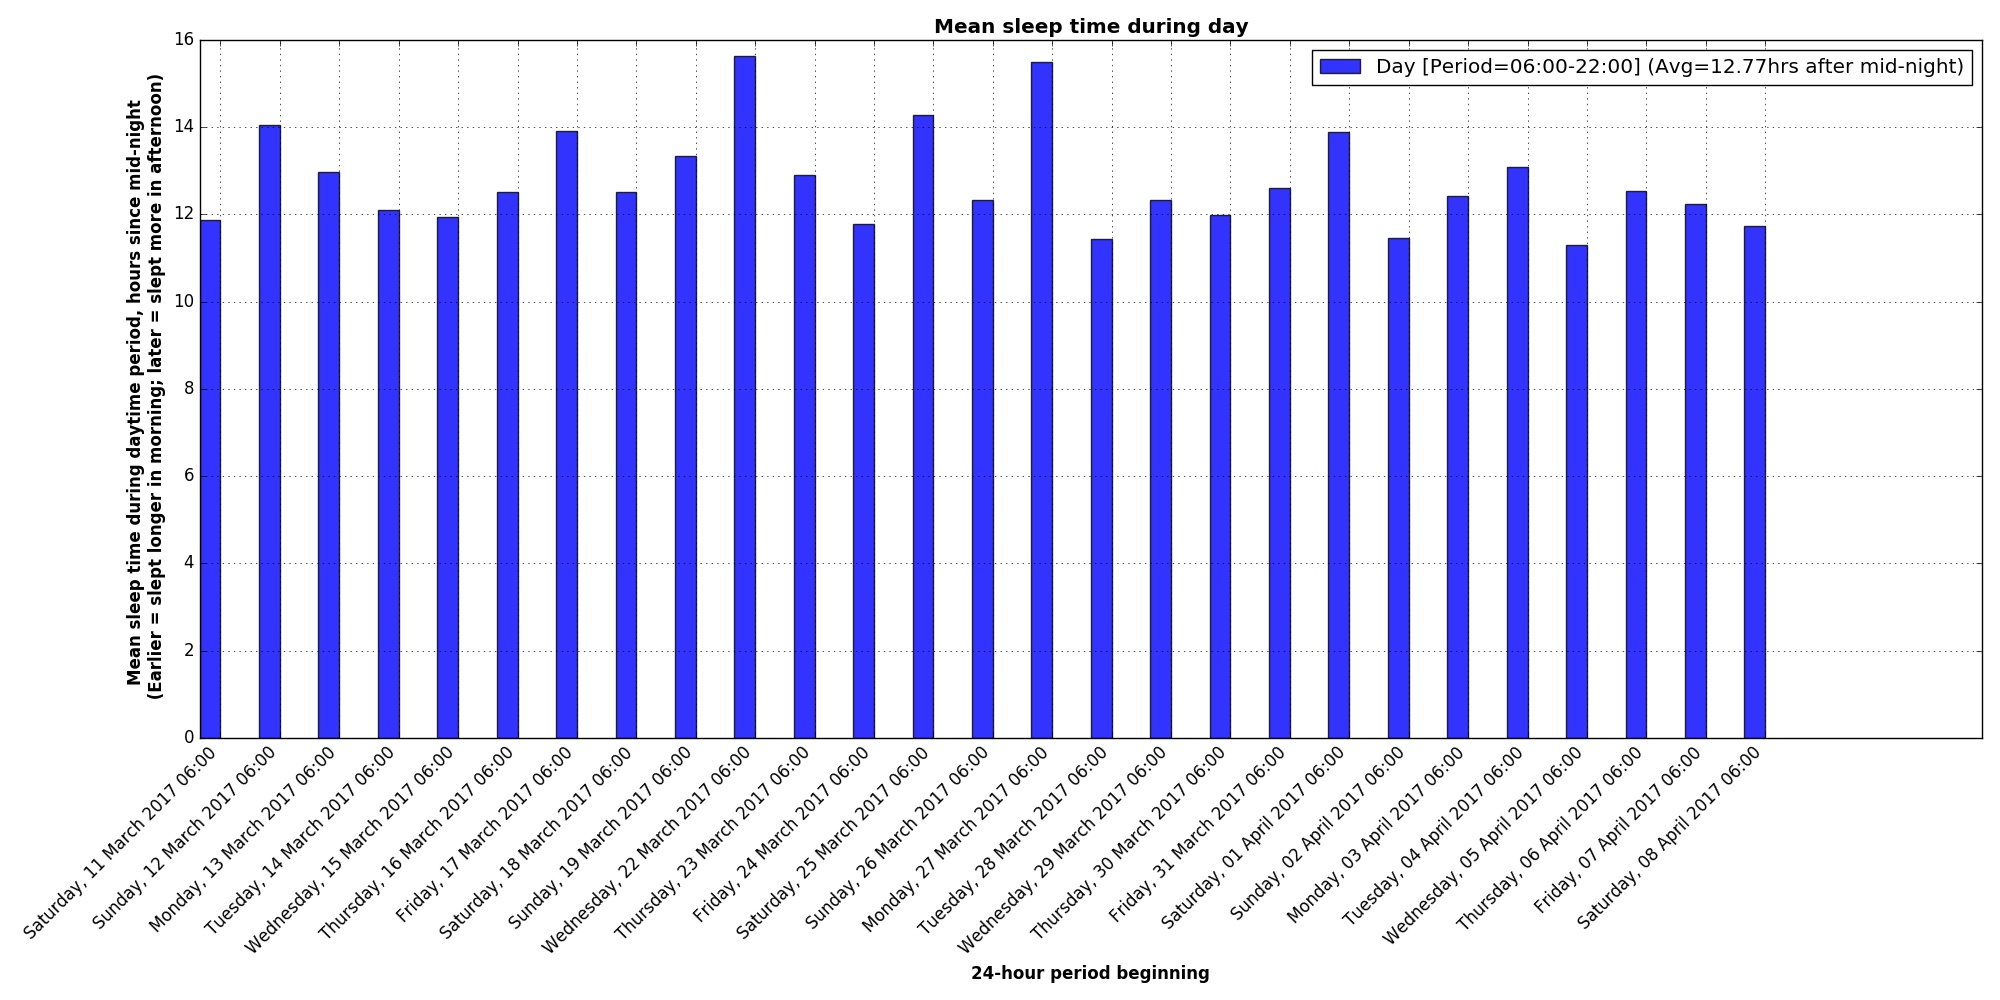 Mean sleep time during day
Day [Period=06:00-22:00] (Avg=12.77hrs after mid-night)
Mean sleep time during daytime period, hours since mid-night
(Earlier = slept longer in morning; later = slept more in afternoon)
16
14
12
10
8
6
4
2
0
Saturday, 11 March 2017 06:00
Sunday, 12 March 2017 06:00
Monday, 13 March 2017 06:00
Tuesday, 14 March 2017 06:00
Wednesday, 15 March 2017 06:00
Thursday, 16 March 2017 06:00
Friday, 17 March 2017 06:00
Saturday, 18 March 2017 06:00
Sunday, 19 March 2017 06:00
Wednesday, 22 March 2017 06:00
Thursday, 23 March 2017 06:00
Friday, 24 March 2017 06:00
Saturday, 25 March 2017 06:00
Sunday, 26 March 2017 06:00
Monday, 27 March 2017 06:00
Tuesday, 28 March 2017 06:00
Wednesday, 29 March 2017 06:00
Thursday, 30 March 2017 06:00
Friday, 31 March 2017 06:00
Saturday, 01 April 2017 06:00
Sunday, 02 April 2017 06:00
Monday, 03 April 2017 06:00
Tuesday, 04 April 2017 06:00
Wednesday, 05 April 2017 06:00
Thursday, 06 April 2017 06:00
Friday, 07 April 2017 06:00
Saturday, 08 April 2017 06:00
24-hour period beginning